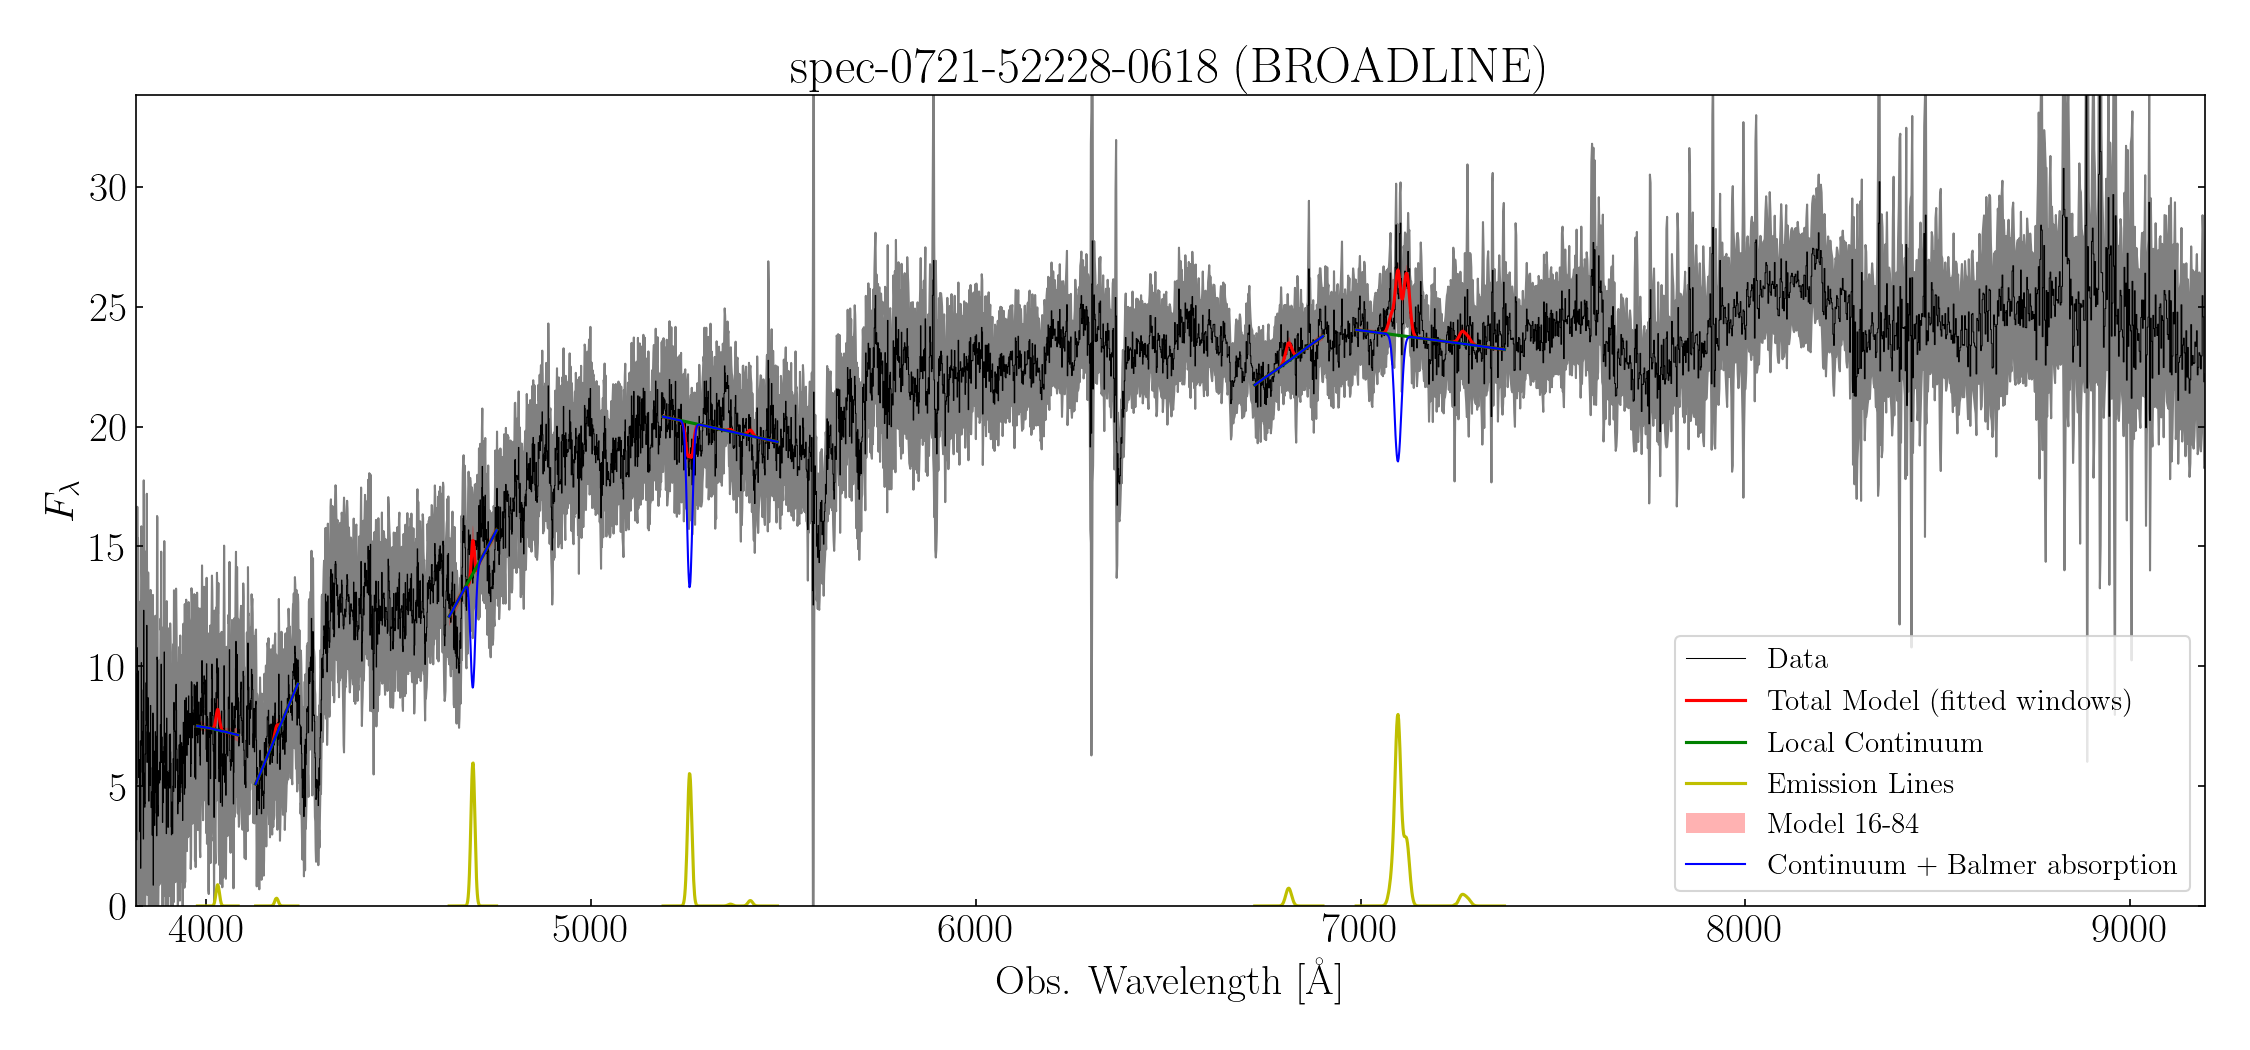 spec-0721-52228-0618 (BROADLINE)
30
25
20
15
10
5
0
F_λ
4000 5000 6000 7000 8000 9000
Obs. Wavelength [Å]
Data
Total Model (fitted windows)
Local Continuum
Emission Lines
Model 16-84
Continuum + Balmer absorption